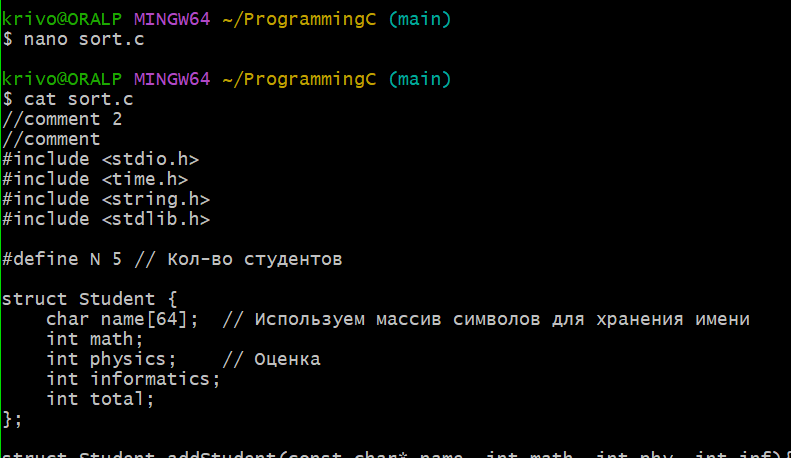 krivo@ORALP MINGW64 ~/ProgrammingC (main)
$ nano sort.c
krivo@ORALP MINGW64 ~/ProgrammingC (main)
$ cat sort.c
//comment 2
//comment
#include <stdio.h>
#include <time.h>
#include <string.h>
#include <stdlib.h>
#define N 5 // Кол-во студентов
struct Student {
    char name[64];  // Используем массив символов для хранения имени
    int math;
    int physics;    // Оценка
    int informatics;
    int total;
};
struct Student addStudent(const char* name, int math, int phy, int inf){